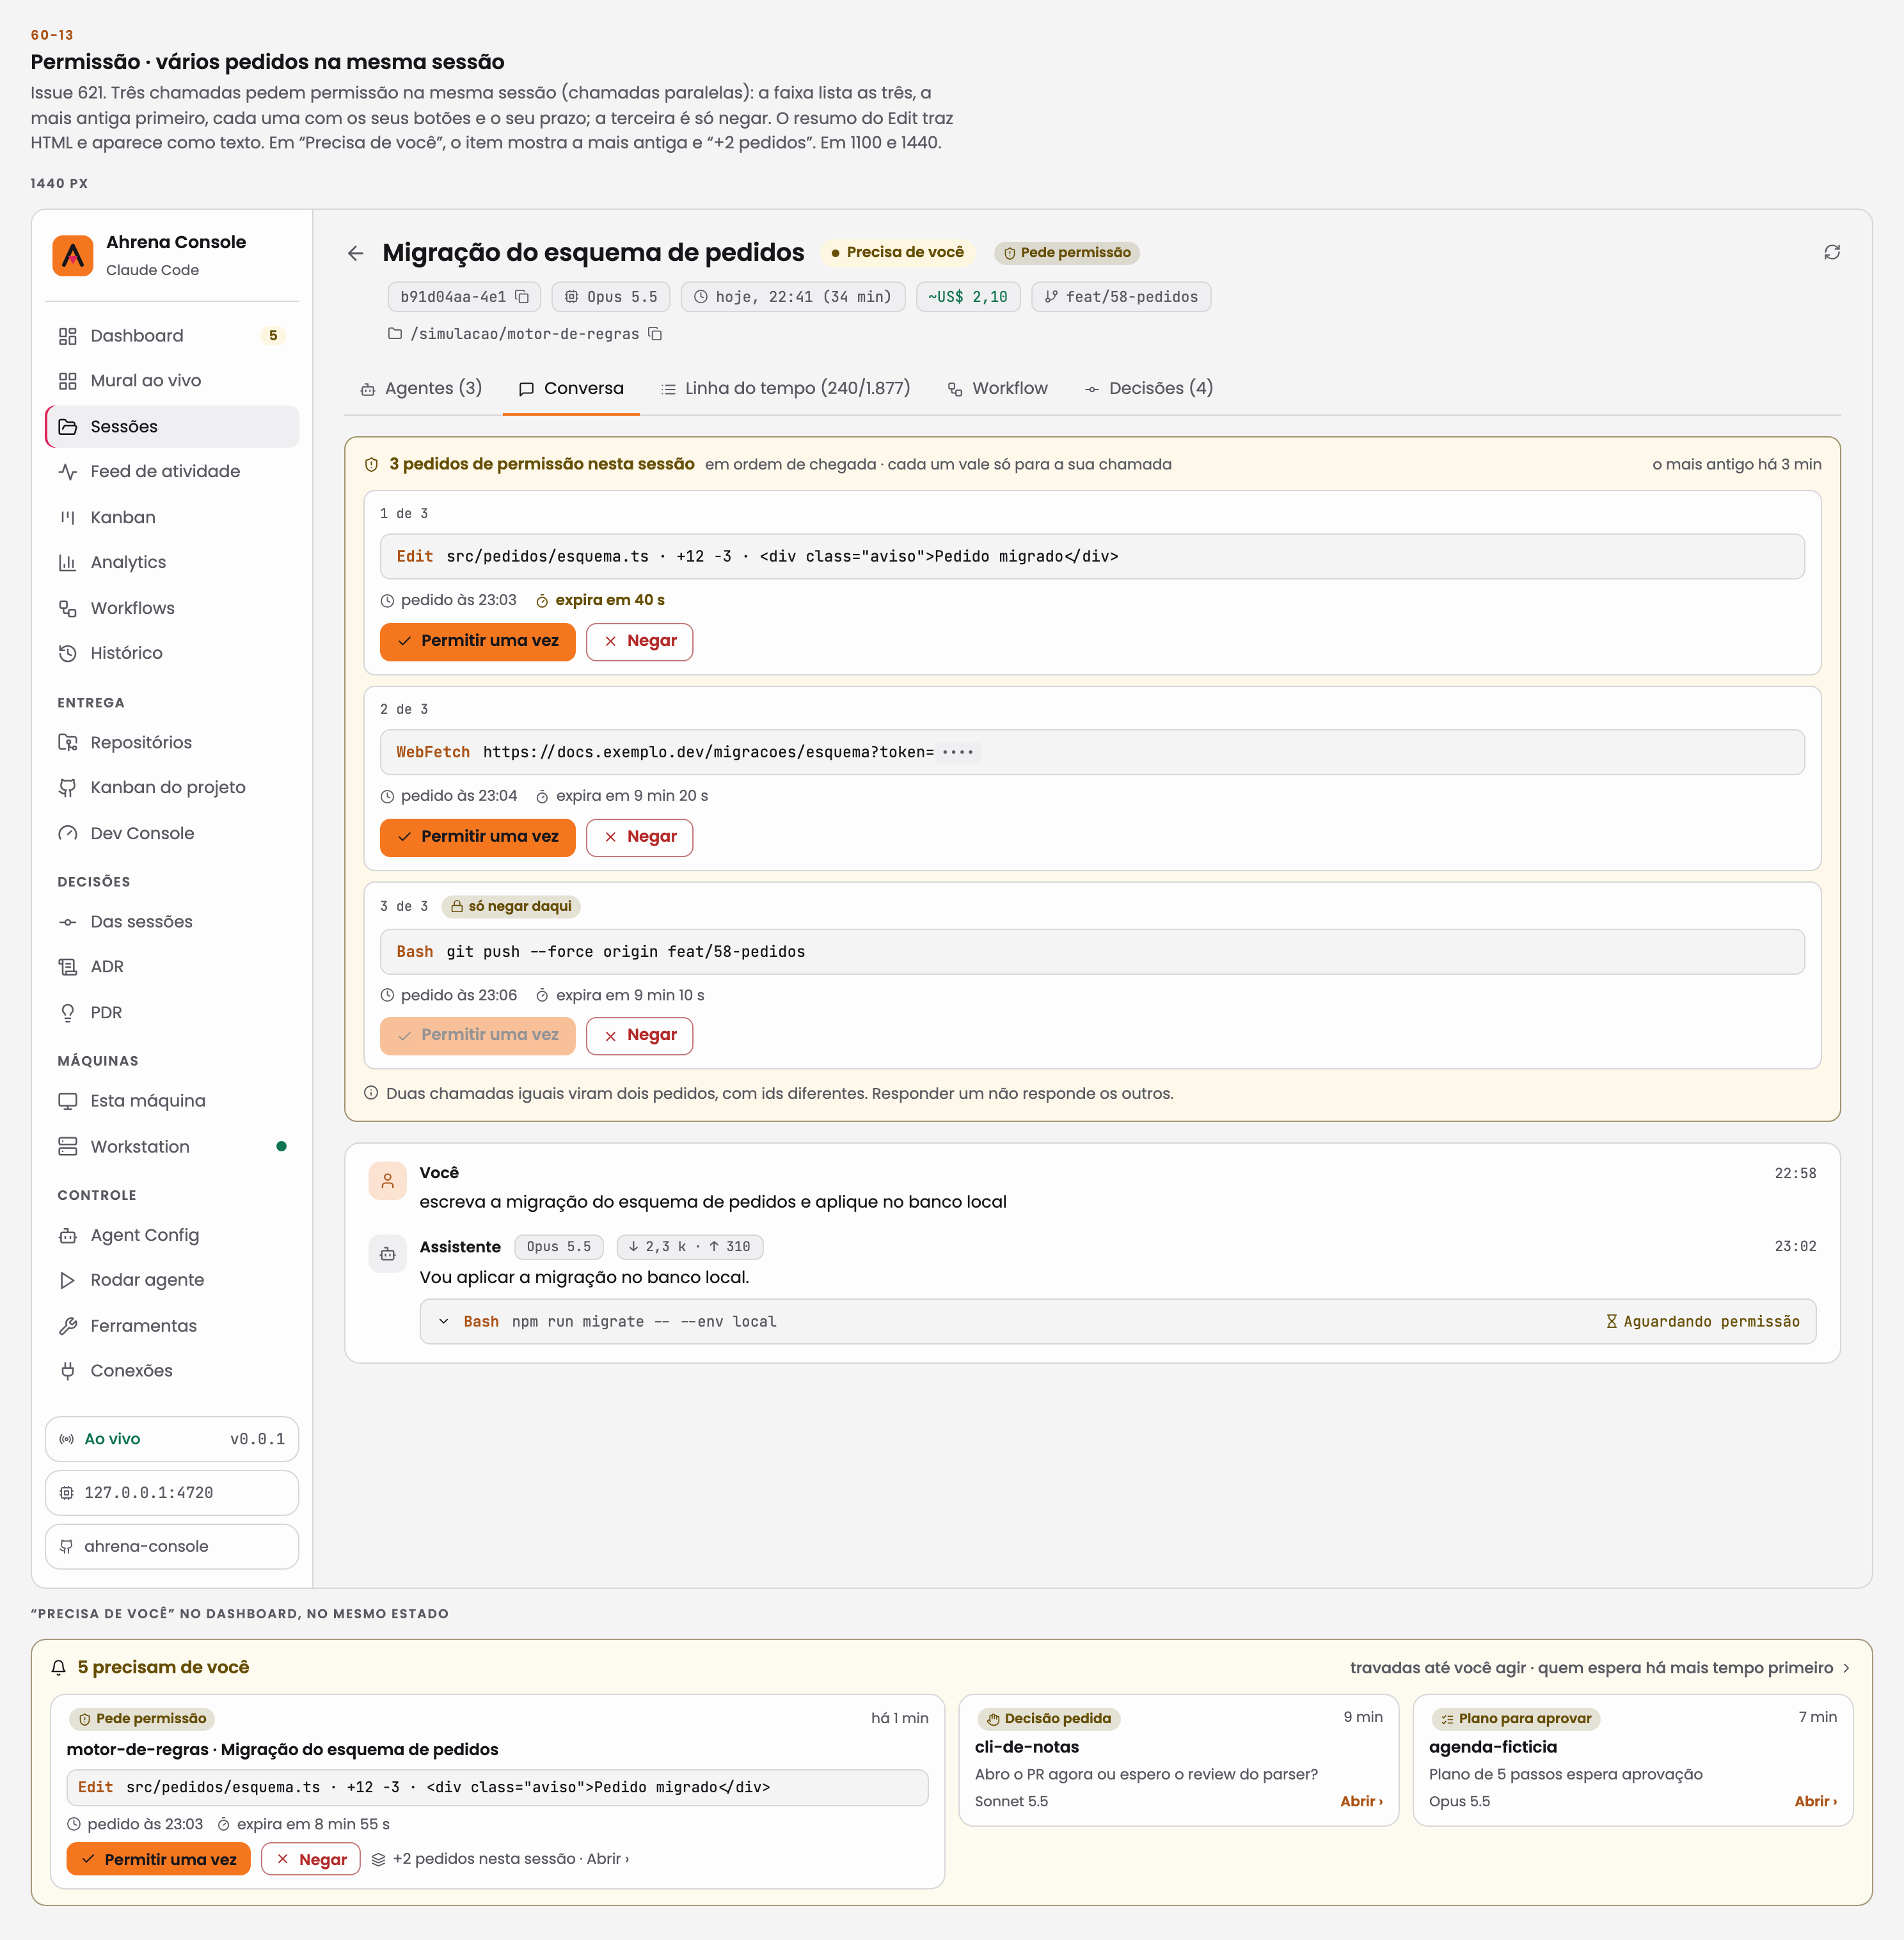 60-13
Permissão · vários pedidos na mesma sessão
Issue 621. Três chamadas pedem permissão na mesma sessão (chamadas paralelas): a faixa lista as três, a
mais antiga primeiro, cada uma com os seus botões e o seu prazo; a terceira é só negar. O resumo do Edit traz
HTML e aparece como texto. Em “Precisa de você”, o item mostra a mais antiga e “+2 pedidos”. Em 1100 e 1440.
1440 PX
Ahrena Console
Claude Code
Dashboard 5
Mural ao vivo
Sessões
Feed de atividade
Kanban
Analytics
Workflows
Histórico
ENTREGA
Repositórios
Kanban do projeto
Dev Console
DECISÕES
Das sessões
ADR
PDR
MÁQUINAS
Esta máquina
Workstation
CONTROLE
Agent Config
Rodar agente
Ferramentas
Conexões
Ao vivo v0.0.1
127.0.0.1:4720
ahrena-console
Migração do esquema de pedidos Precisa de você Pede permissão
b91d04aa-4e1 Opus 5.5 hoje, 22:41 (34 min) ~US$ 2,10 feat/58-pedidos
/simulacao/motor-de-regras
Agentes (3) Conversa Linha do tempo (240/1.877) Workflow Decisões (4)
3 pedidos de permissão nesta sessão em ordem de chegada · cada um vale só para a sua chamada o mais antigo há 3 min
1 de 3
Edit src/pedidos/esquema.ts · +12 -3 · <div class="aviso">Pedido migrado</div>
pedido às 23:03 expira em 40 s
Permitir uma vez Negar
2 de 3
WebFetch https://docs.exemplo.dev/migracoes/esquema?token= ····
pedido às 23:04 expira em 9 min 20 s
Permitir uma vez Negar
3 de 3 só negar daqui
Bash git push --force origin feat/58-pedidos
pedido às 23:06 expira em 9 min 10 s
Permitir uma vez Negar
Duas chamadas iguais viram dois pedidos, com ids diferentes. Responder um não responde os outros.
Você 22:58
escreva a migração do esquema de pedidos e aplique no banco local
Assistente Opus 5.5 ↓ 2,3 k · ↑ 310 23:02
Vou aplicar a migração no banco local.
Bash npm run migrate -- --env local Aguardando permissão
“PRECISA DE VOCÊ” NO DASHBOARD, NO MESMO ESTADO
5 precisam de você travadas até você agir · quem espera há mais tempo primeiro ›
Pede permissão há 1 min
motor-de-regras · Migração do esquema de pedidos
Edit src/pedidos/esquema.ts · +12 -3 · <div class="aviso">Pedido migrado</div>
pedido às 23:03 expira em 8 min 55 s
Permitir uma vez Negar +2 pedidos nesta sessão · Abrir ›
Decisão pedida 9 min
cli-de-notas
Abro o PR agora ou espero o review do parser?
Sonnet 5.5 Abrir ›
Plano para aprovar 7 min
agenda-ficticia
Plano de 5 passos espera aprovação
Opus 5.5 Abrir ›